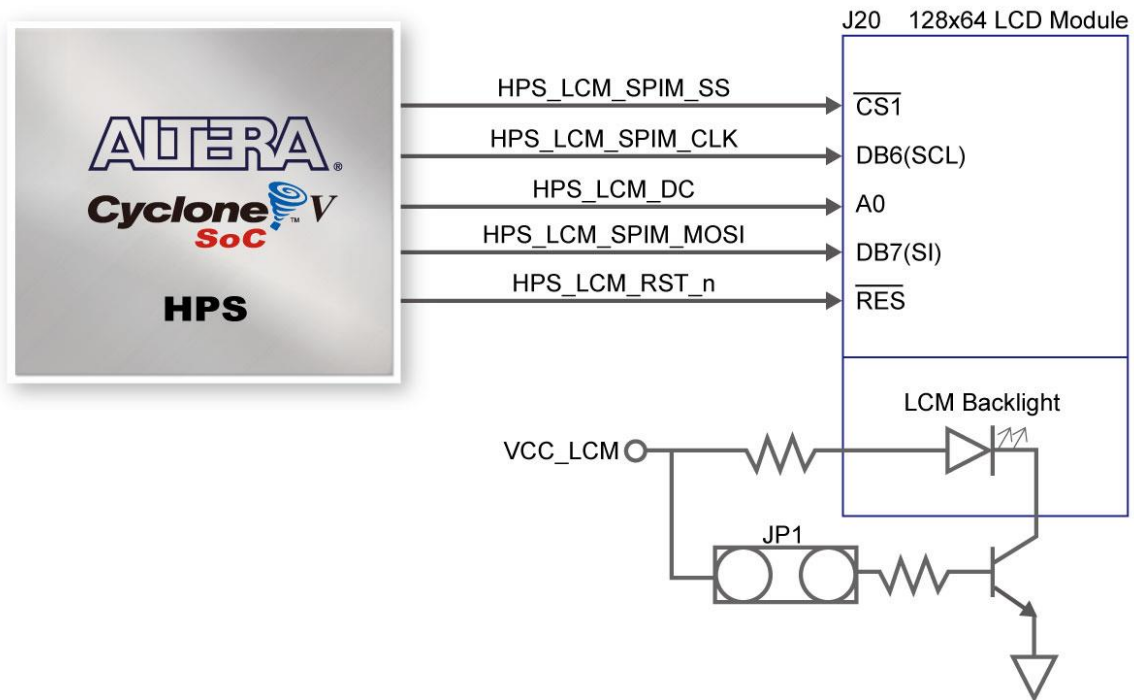 J20 128x64 LCD Module
ALTERA®
Cyclone™ V
SoC
HPS
HPS_LCM_SPIM_SS
CS1
HPS_LCM_SPIM_CLK
DB6(SCL)
HPS_LCM_DC
A0
HPS_LCM_SPIM_MOSI
DB7(SI)
HPS_LCM_RST_n
RES
LCM Backlight
VCC_LCM
JP1